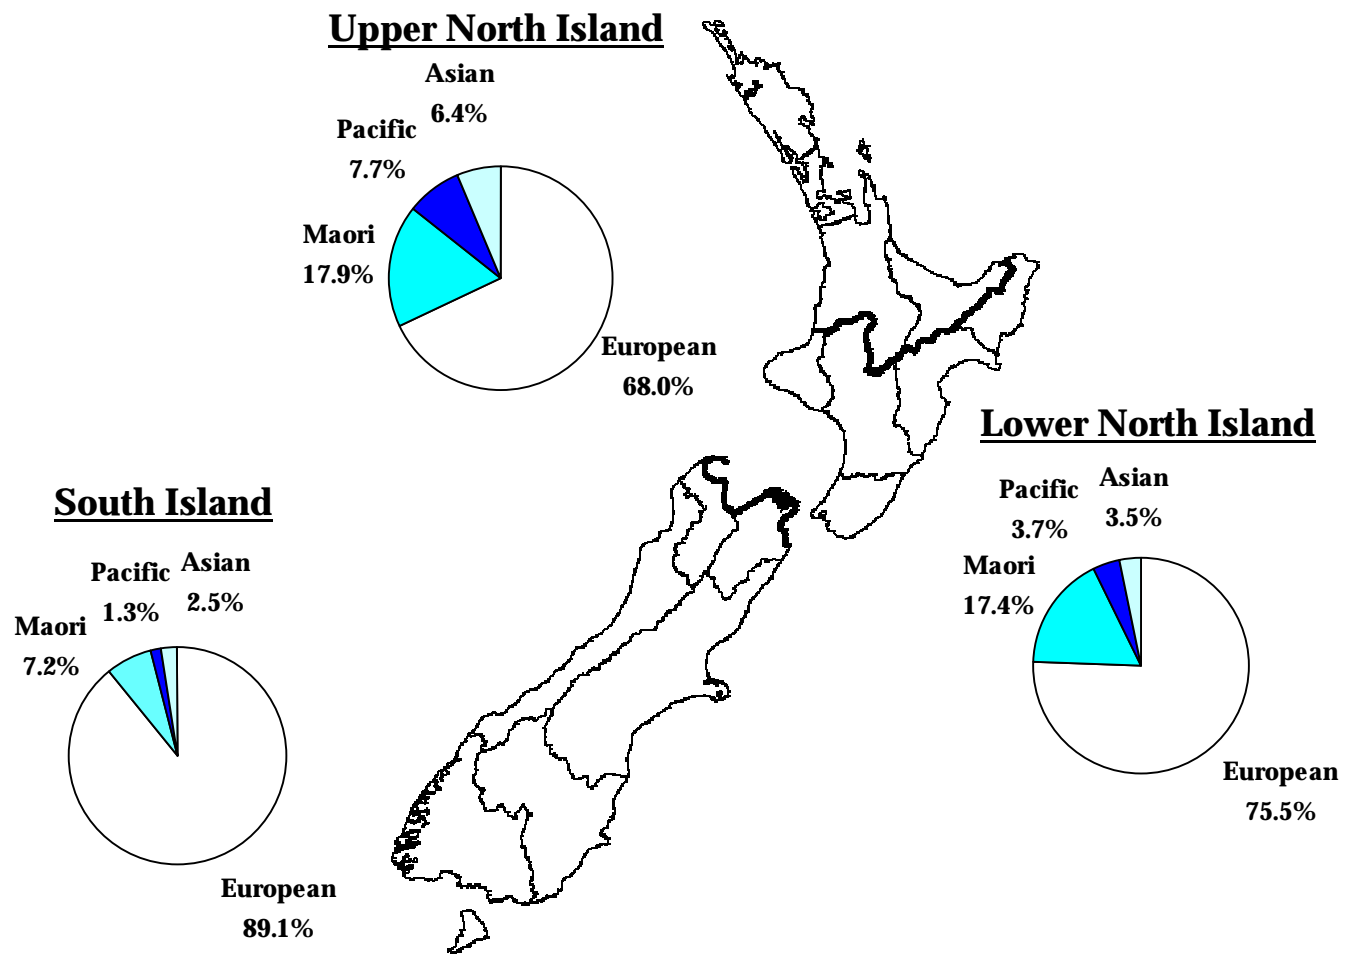 Upper North Island
Asian
6.4%
Pacific
7.7%
Maori
17.9%
European
68.0%
Lower North Island
Pacific
3.7%
Asian
3.5%
Maori
17.4%
European
75.5%
South Island
Pacific
1.3%
Asian
2.5%
Maori
7.2%
European
89.1%